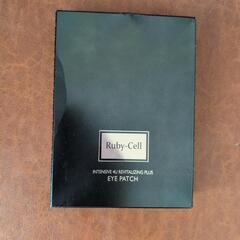 Ruby-Cell
INTENSIVE 4U REVITALIZING PLUS
EYE PATCH